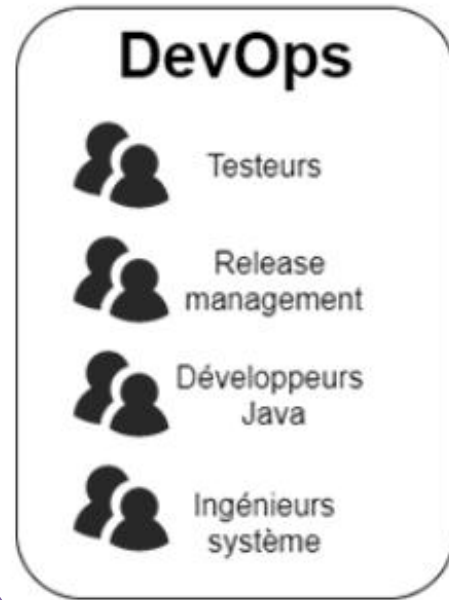 DevOps
Testeurs
Release
management
Développeurs
Java
Ingénieurs
système